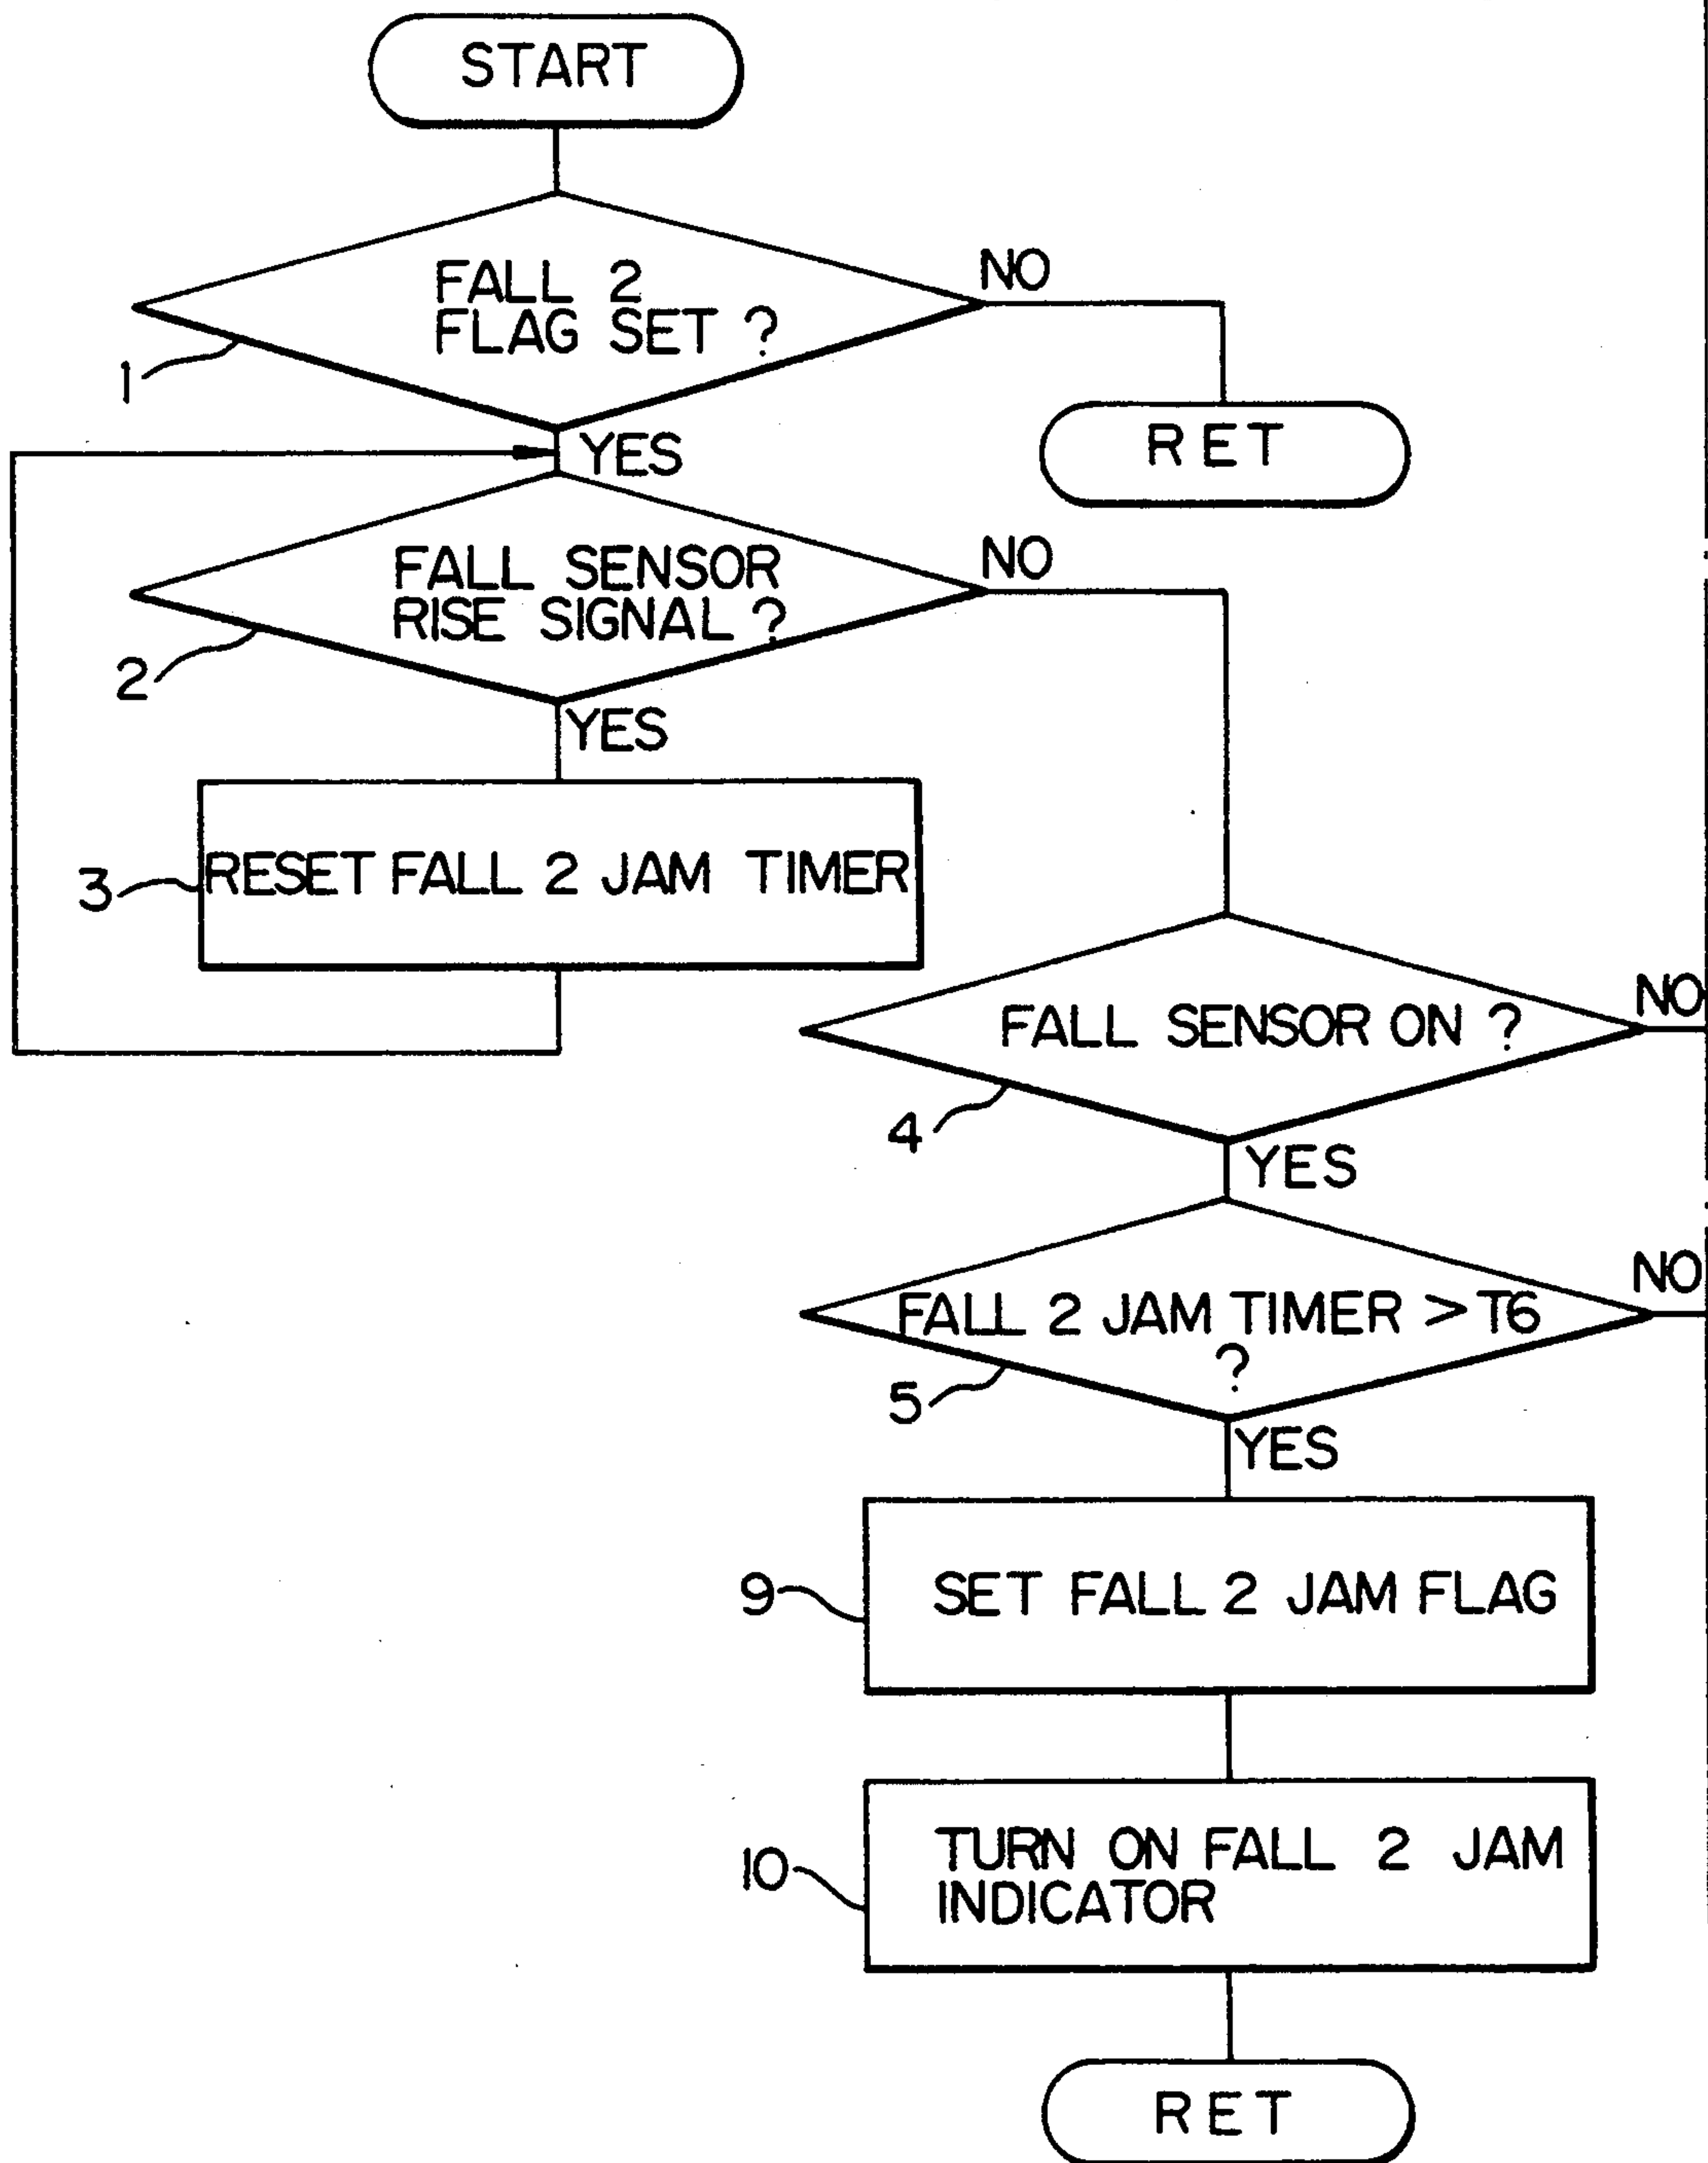 START
FALL 2
FLAG SET ?
NO
1
RET
YES
FALL SENSOR
RISE SIGNAL ?
NO
2
YES
RESET FALL 2 JAM TIMER
3
FALL SENSOR ON ?
NO
4
YES
FALL 2 JAM TIMER > T6
?
NO
5
YES
SET FALL 2 JAM FLAG
9
TURN ON FALL 2 JAM
INDICATOR
10
RET